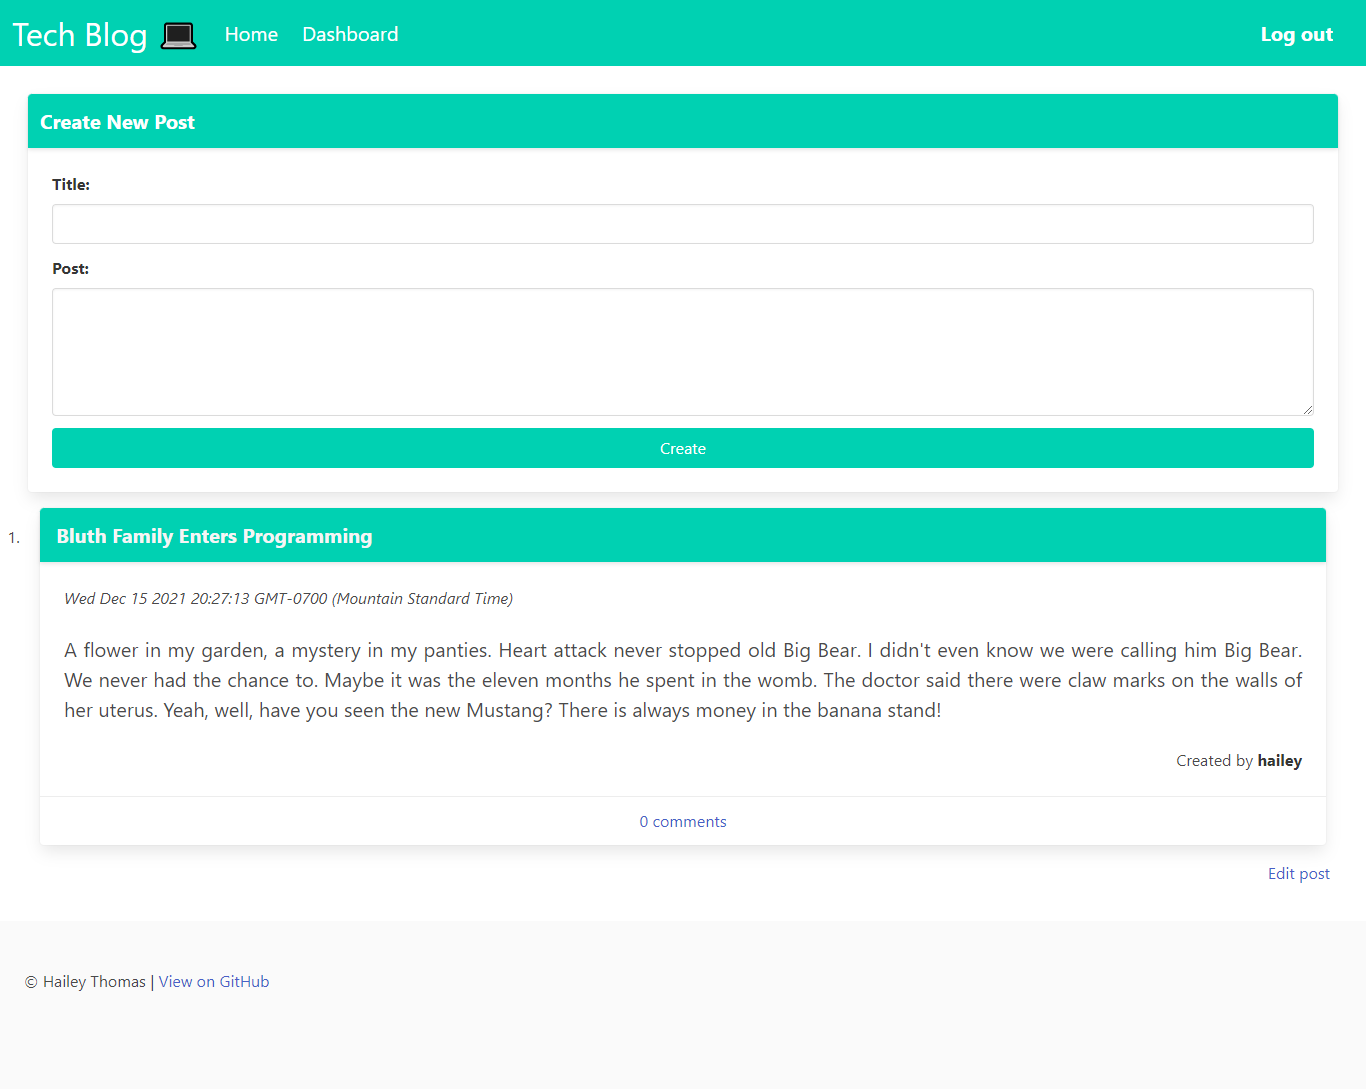 Tech Blog 💻 Home Dashboard Log out
Create New Post
Title:
Post:
Create
1. Bluth Family Enters Programming
Wed Dec 15 2021 20:27:13 GMT-0700 (Mountain Standard Time)
A flower in my garden, a mystery in my panties. Heart attack never stopped old Big Bear. I didn't even know we were calling him Big Bear.
We never had the chance to. Maybe it was the eleven months he spent in the womb. The doctor said there were claw marks on the walls of
her uterus. Yeah, well, have you seen the new Mustang? There is always money in the banana stand!
Created by hailey
0 comments
Edit post
© Hailey Thomas | View on GitHub